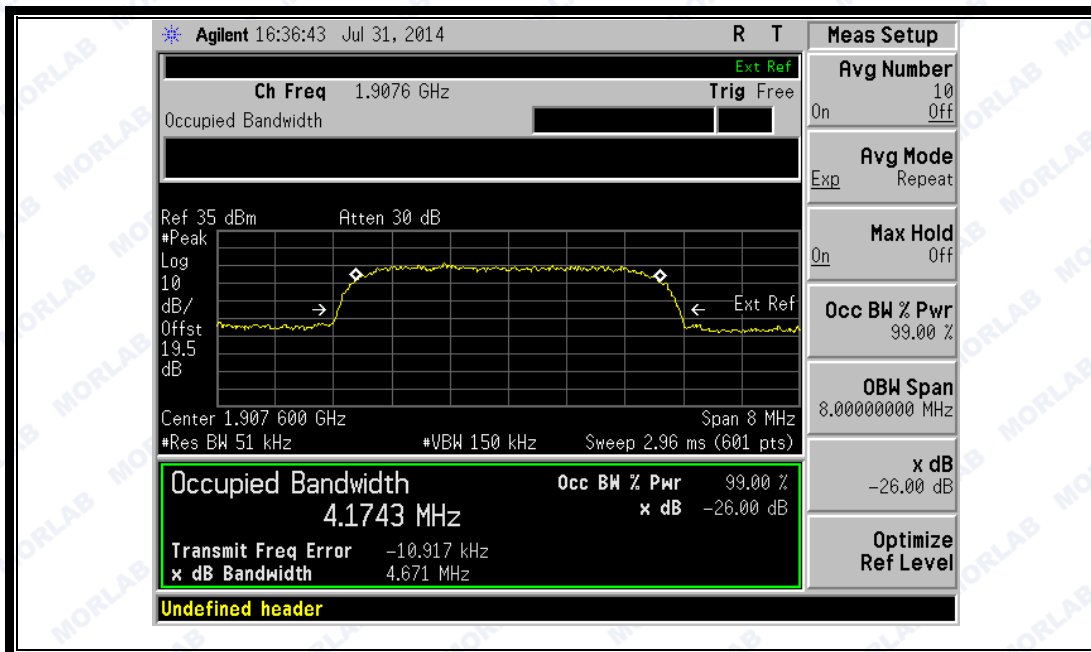 Agilent 16:36:43 Jul 31, 2014 R T
Ext Ref
Ch Freq 1.9076 GHz Trig Free
Occupied Bandwidth
Ref 35 dBm Atten 30 dB
#Peak
Log
10
dB/
Offst
19.5
dB
Ext Ref
Center 1.907 600 GHz Span 8 MHz
#Res BW 51 kHz #VBW 150 kHz Sweep 2.96 ms (601 pts)
Occupied Bandwidth Occ BW % Pwr 99.00 %
4.1743 MHz x dB -26.00 dB
Transmit Freq Error -10.917 kHz
x dB Bandwidth 4.671 MHz
Undefined header
Meas Setup
Avg Number
10
On Off
Avg Mode
Exp Repeat
Max Hold
On Off
Occ BW % Pwr
99.00 %
OBW Span
8.00000000 MHz
x dB
-26.00 dB
Optimize
Ref Level
MORLAB